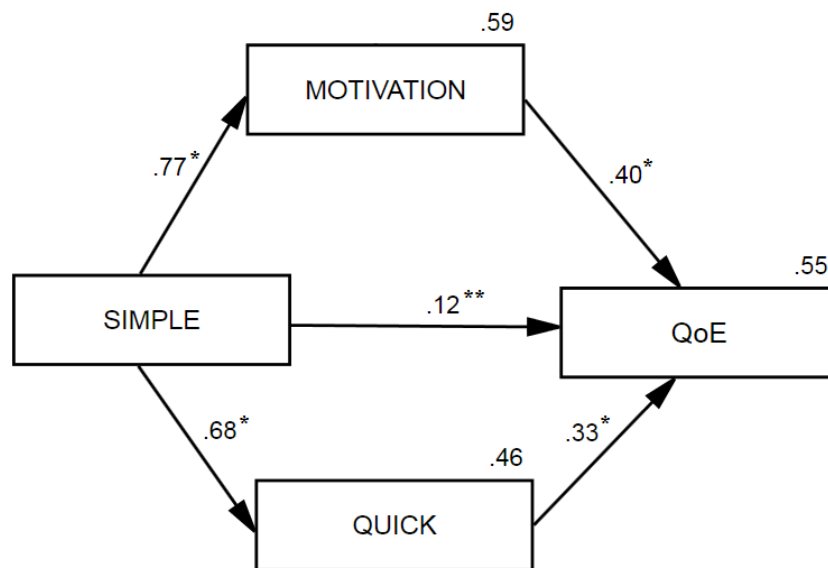 .59
MOTIVATION
.77*
.40*
.55
SIMPLE
.12**
QoE
.68*
.33*
.46
QUICK